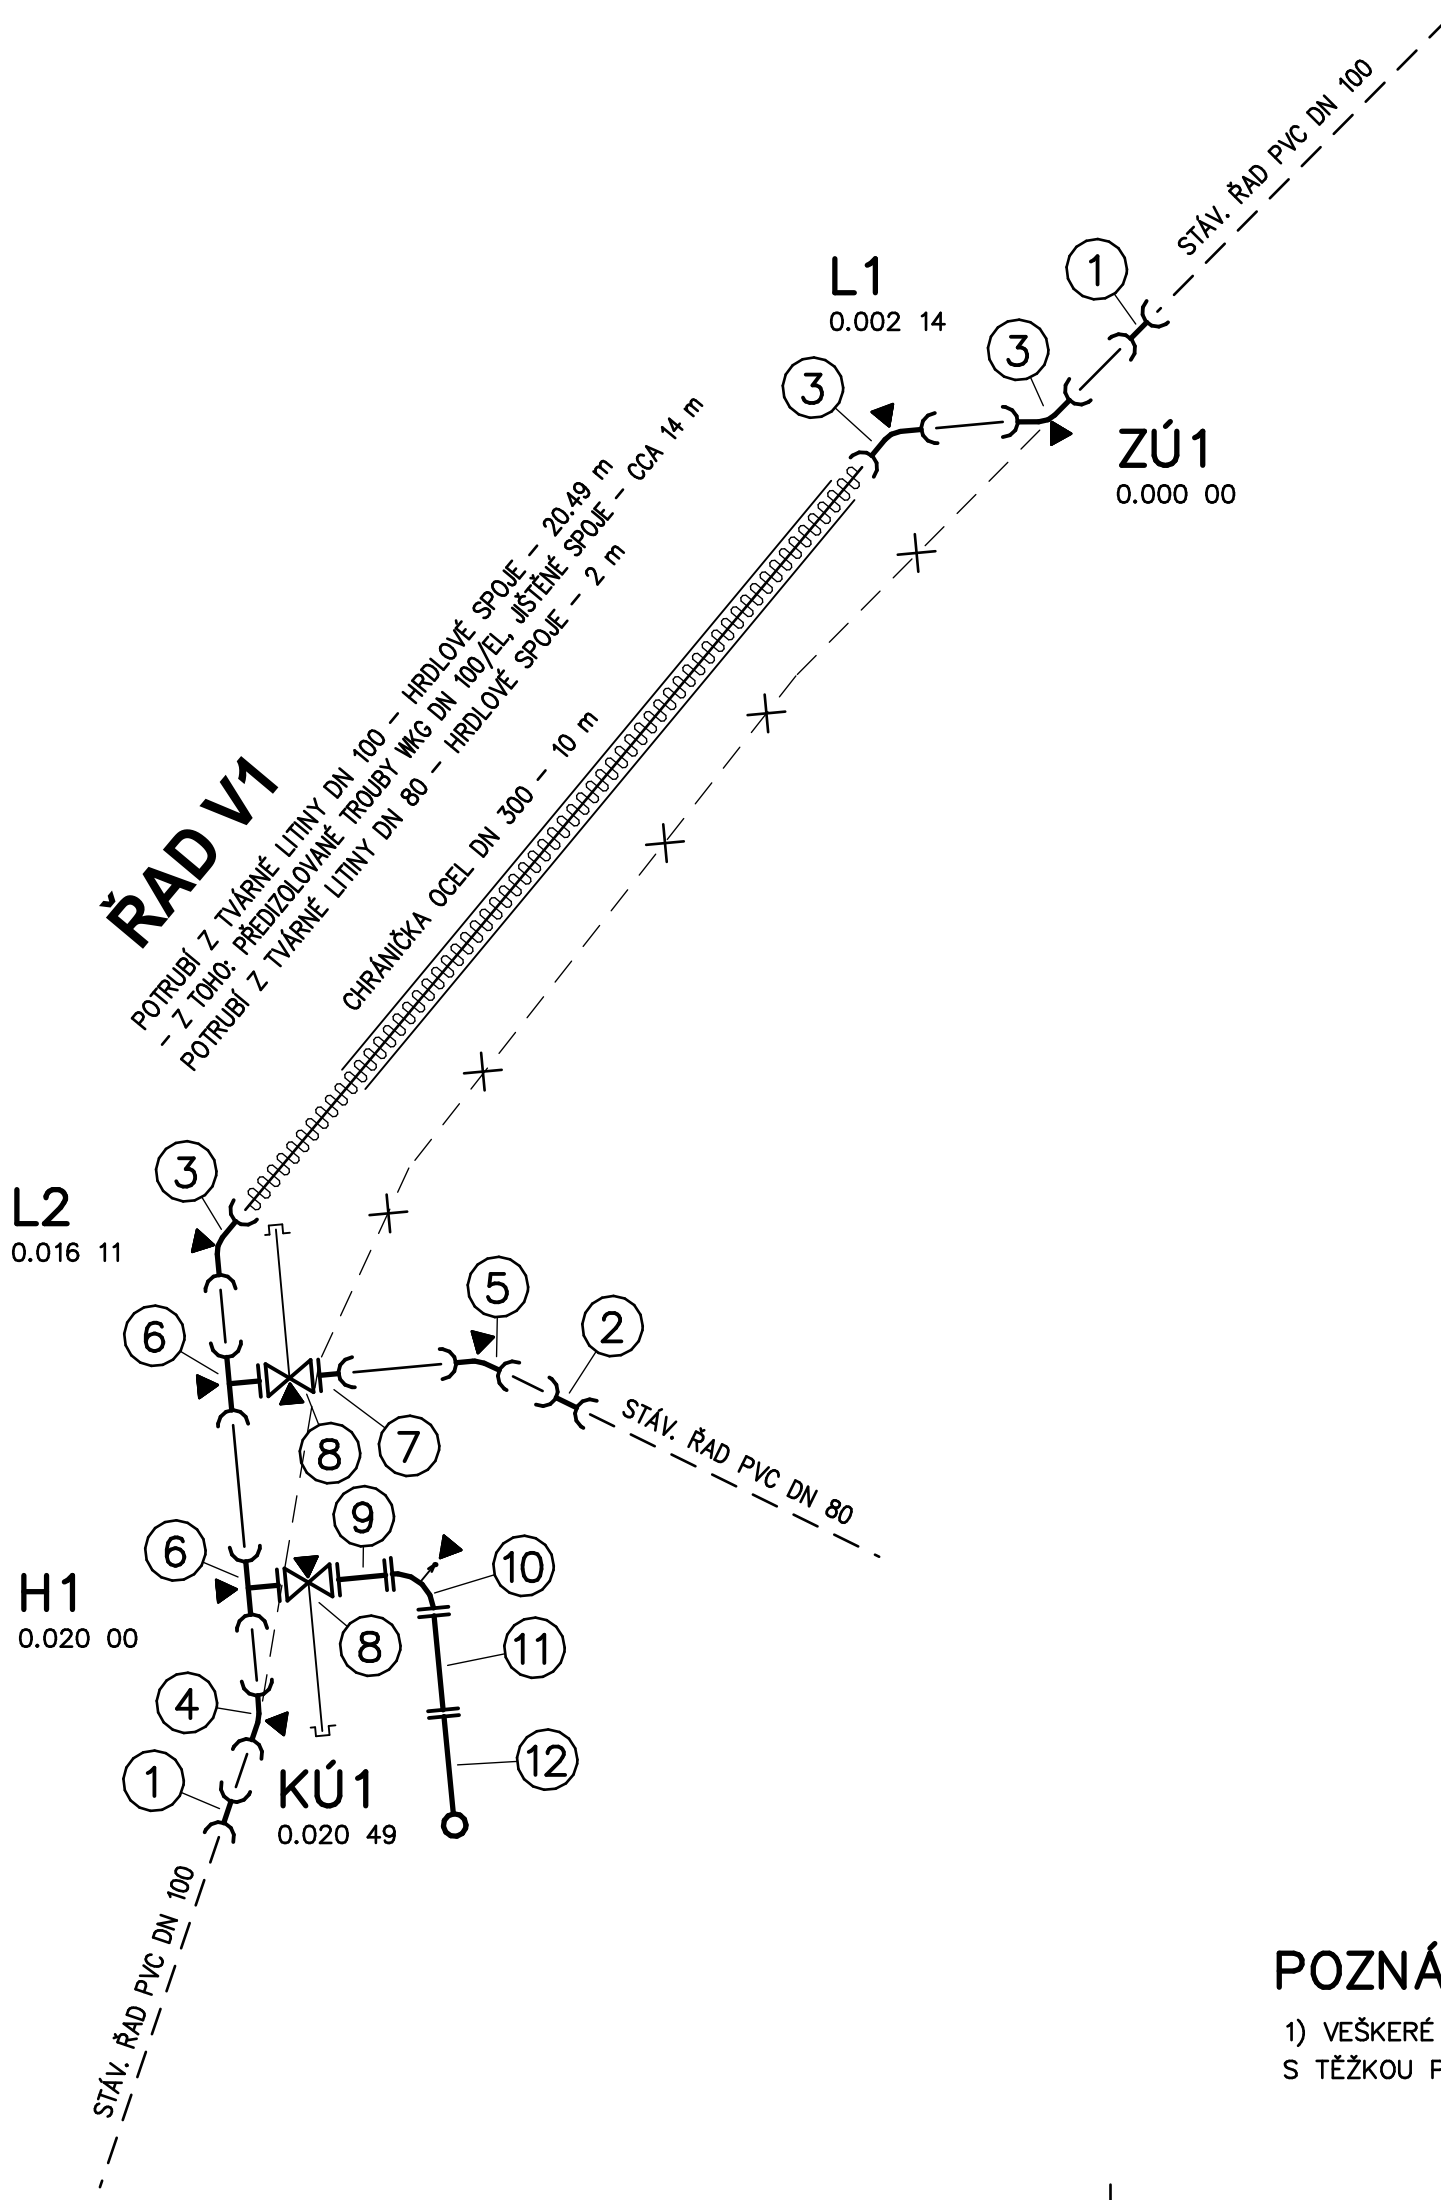 STÁV. ŘAD PVC DN 100
1
L1
0.002 14
3
3
ZÚ1
0.000 00
ŘAD V1
POTRUBÍ Z TVÁRNÉ LITINY DN 100 – HRDLOVÉ SPOJE – 20.49 m
– Z TOHO: PŘEDIZOLOVANÉ TROUBY WKG DN 100/EL, JIŠTĚNÉ SPOJE – CCA 14 m
POTRUBÍ Z TVÁRNÉ LITINY DN 80 – HRDLOVÉ SPOJE – 2 m
CHRÁNIČKA OCEL DN 300 – 10 m
3
L2
0.016 11
5
2
6
8
7
STÁV. ŘAD PVC DN 80
9
6
10
H1
0.020 00
8
11
4
12
1
KÚ1
0.020 49
STÁV. ŘAD PVC DN 100
POZNÁ
1) VEŠKERÉ
S TĚŽKOU P